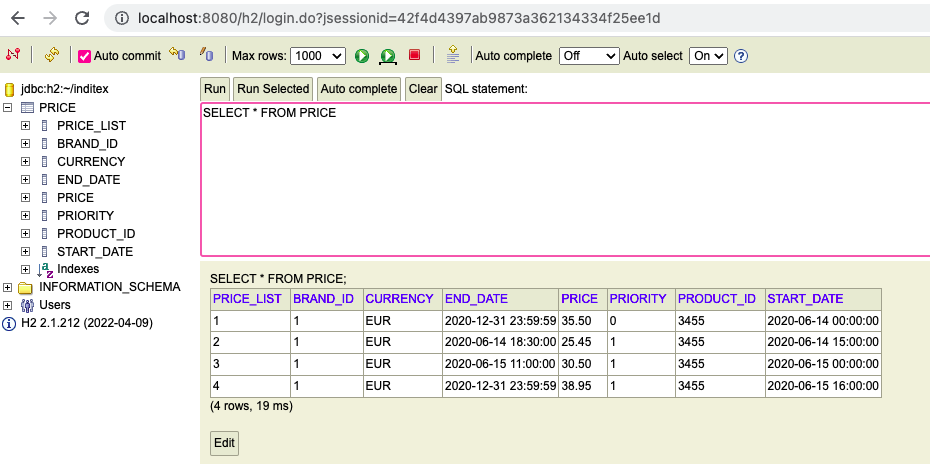 localhost:8080/h2/login.do?jsessionid=42f4d4397ab9873a362134334f25ee1d
Auto commit Max rows: 1000 Auto complete Off Auto select On ?
jdbc:h2:~/inditex
PRICE
PRICE_LIST
BRAND_ID
CURRENCY
END_DATE
PRICE
PRIORITY
PRODUCT_ID
START_DATE
Indexes
INFORMATION_SCHEMA
Users
H2 2.1.212 (2022-04-09)
Run Run Selected Auto complete Clear SQL statement:
SELECT * FROM PRICE
SELECT * FROM PRICE;
PRICE_LIST BRAND_ID CURRENCY END_DATE PRICE PRIORITY PRODUCT_ID START_DATE
1 1 EUR 2020-12-31 23:59:59 35.50 0 3455 2020-06-14 00:00:00
2 1 EUR 2020-06-14 18:30:00 25.45 1 3455 2020-06-14 15:00:00
3 1 EUR 2020-06-15 11:00:00 30.50 1 3455 2020-06-15 00:00:00
4 1 EUR 2020-12-31 23:59:59 38.95 1 3455 2020-06-15 16:00:00
(4 rows, 19 ms)
Edit